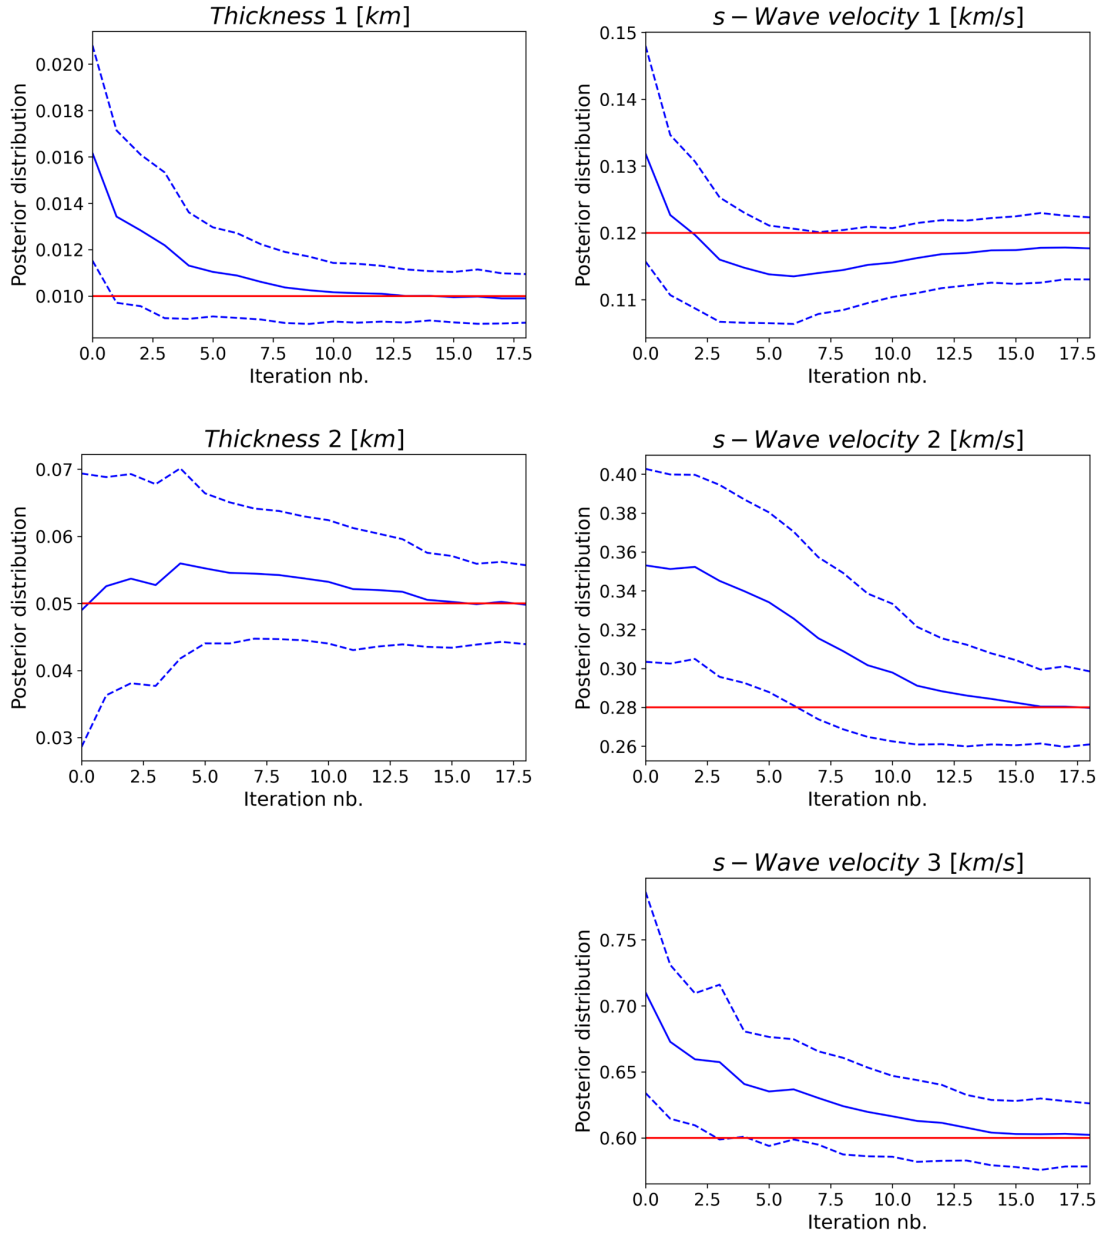 Thickness 1 [km]
Posterior distribution
0.020
0.018
0.016
0.014
0.012
0.010
0.0 2.5 5.0 7.5 10.0 12.5 15.0 17.5
Iteration nb.
s − Wave velocity 1 [km/s]
Posterior distribution
0.15
0.14
0.13
0.12
0.11
0.0 2.5 5.0 7.5 10.0 12.5 15.0 17.5
Iteration nb.
Thickness 2 [km]
Posterior distribution
0.07
0.06
0.05
0.04
0.03
0.0 2.5 5.0 7.5 10.0 12.5 15.0 17.5
Iteration nb.
s − Wave velocity 2 [km/s]
Posterior distribution
0.40
0.38
0.36
0.34
0.32
0.30
0.28
0.26
0.0 2.5 5.0 7.5 10.0 12.5 15.0 17.5
Iteration nb.
s − Wave velocity 3 [km/s]
Posterior distribution
0.75
0.70
0.65
0.60
0.0 2.5 5.0 7.5 10.0 12.5 15.0 17.5
Iteration nb.